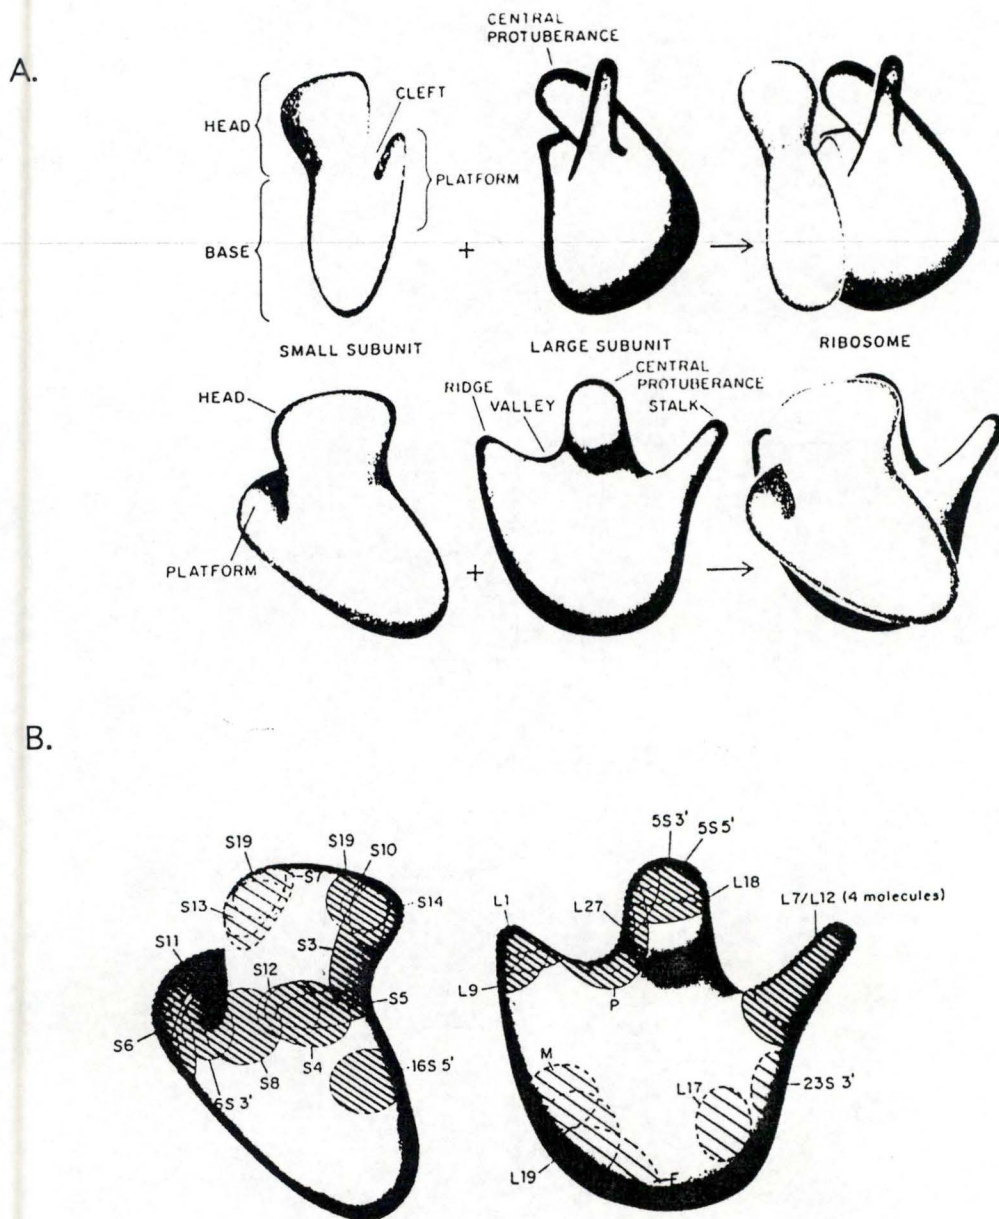 A.
CENTRAL
PROTUBERANCE
CLEFT
HEAD
PLATFORM
BASE
+
SMALL SUBUNIT
LARGE SUBUNIT
RIBOSOME
HEAD
RIDGE
VALLEY
CENTRAL
PROTUBERANCE
STALK
PLATFORM
+
B.
S19
S7
S13
S11
S12
S6
6S 3'
S8
S4
S19
S10
S14
S3
S5
16S 5'
5S 3'
5S 5'
L1
L27
L18
L7/L12 (4 molecules)
L9
P
M
L17
23S 3'
L19
E